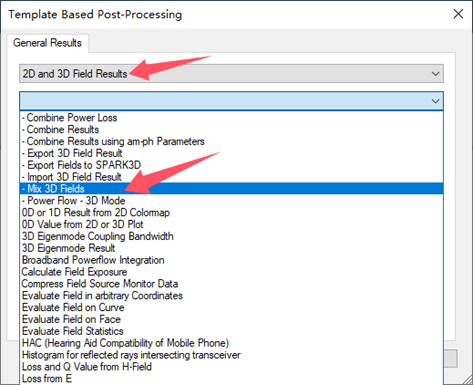 Template Based Post-Processing
General Results
2D and 3D Field Results
- Combine Power Loss
- Combine Results
- Combine Results using am-ph Parameters
- Export 3D Field Result
- Export Fields to SPARK3D
- Import 3D Field Result
- Mix 3D Fields
- Power Flow - 3D Mode
0D or 1D Result from 2D Colormap
0D Value from 2D or 3D Plot
3D Eigenmode Coupling Bandwidth
3D Eigenmode Result
Broadband Powerflow Integration
Calculate Field Exposure
Compress Field Source Monitor Data
Evaluate Field in arbitrary Coordinates
Evaluate Field on Curve
Evaluate Field on Face
Evaluate Field Statistics
HAC (Hearing Aid Compatibility of Mobile Phone)
Histogram for reflected rays intersecting transceiver
Loss and Q Value from H-Field
Loss from E